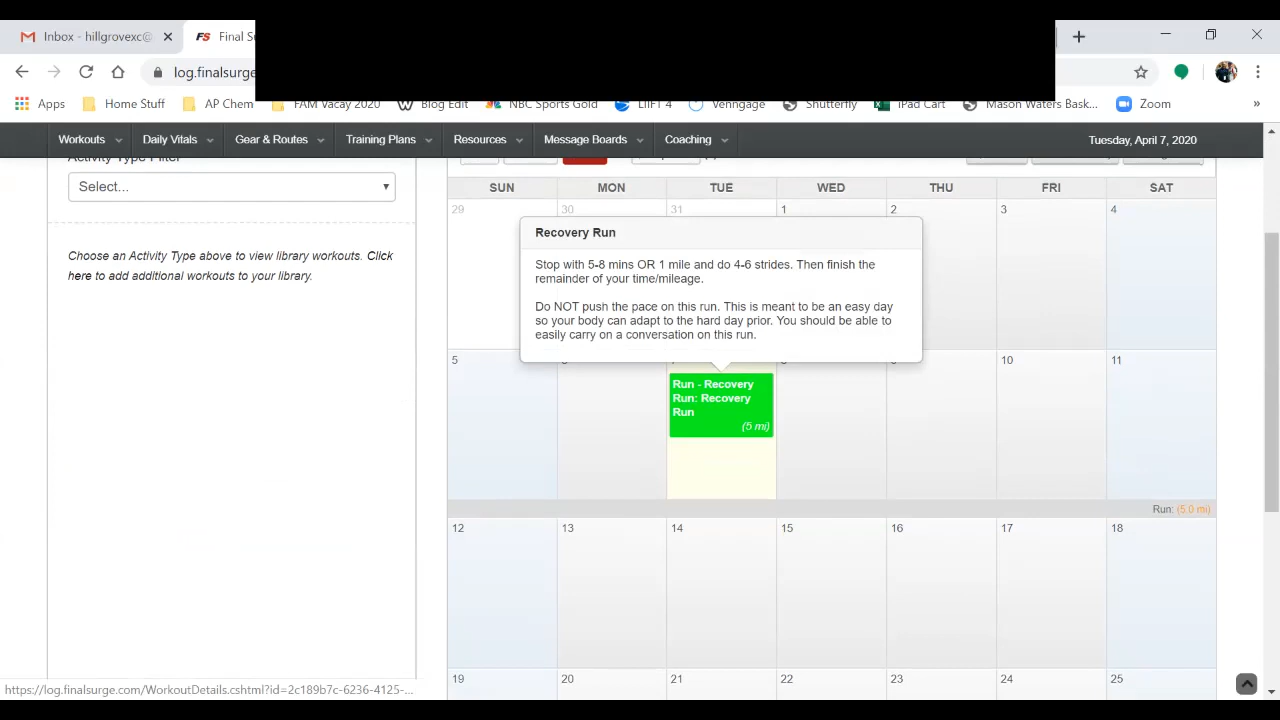 Inbox - hillgrovexc@
FS Final Su
log.finalsurge
Apps Home Stuff AP Chem FAM Vacay 2020 Blog Edit NBC Sports Gold LIIFT 4 Venngage Shutterfly iPad Cart Mason Waters Bask... Zoom »
Workouts Daily Vitals Gear & Routes Training Plans Resources Message Boards Coaching Tuesday, April 7, 2020
Activity Type Filter
Select...
Choose an Activity Type above to view library workouts. Click
here to add additional workouts to your library.
SUN MON TUE WED THU FRI SAT
29 30 31 1 2 3 4
Recovery Run
Stop with 5-8 mins OR 1 mile and do 4-6 strides. Then finish the
remainder of your time/mileage.
Do NOT push the pace on this run. This is meant to be an easy day
so your body can adapt to the hard day prior. You should be able to
easily carry on a conversation on this run.
5 10 11
Run - Recovery
Run: Recovery
Run
(5 mi)
Run: (5.0 mi)
12 13 14 15 16 17 18
19 20 21 22 23 24 25
https://log.finalsurge.com/WorkoutDetails.cshtml?id=2c189b7c-6236-4125-...